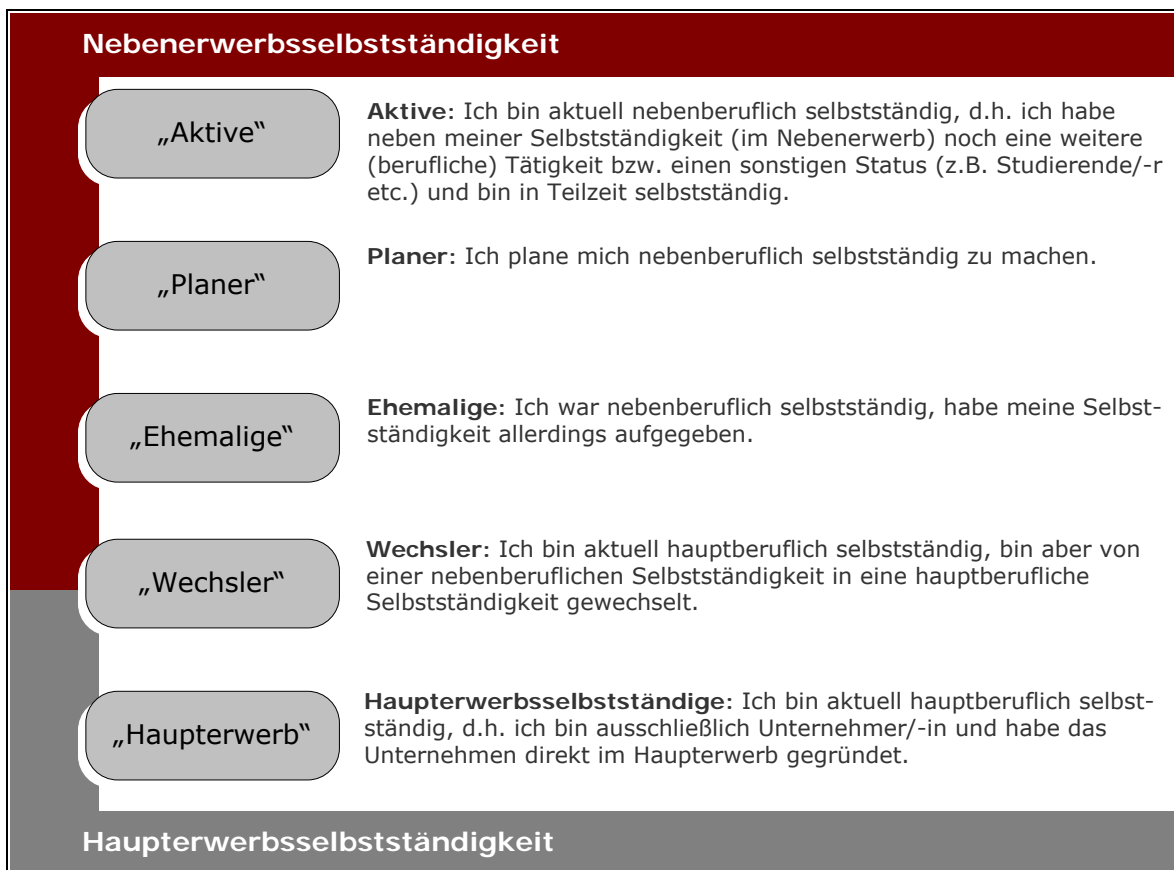 Nebenerwerbsselbstständigkeit
„Aktive“
Aktive: Ich bin aktuell nebenberuflich selbstständig, d.h. ich habe
neben meiner Selbstständigkeit (im Nebenerwerb) noch eine weitere
(berufliche) Tätigkeit bzw. einen sonstigen Status (z.B. Studierende/-r
etc.) und bin in Teilzeit selbstständig.
„Planer“
Planer: Ich plane mich nebenberuflich selbstständig zu machen.
„Ehemalige“
Ehemalige: Ich war nebenberuflich selbstständig, habe meine Selbst-
ständigkeit allerdings aufgegeben.
„Wechsler“
Wechsler: Ich bin aktuell hauptberuflich selbstständig, bin aber von
einer nebenberuflichen Selbstständigkeit in eine hauptberufliche
Selbstständigkeit gewechselt.
„Haupterwerb“
Haupterwerbsselbstständige: Ich bin aktuell hauptberuflich selbst-
ständig, d.h. ich bin ausschließlich Unternehmer/-in und habe das
Unternehmen direkt im Haupterwerb gegründet.
Haupterwerbsselbstständigkeit